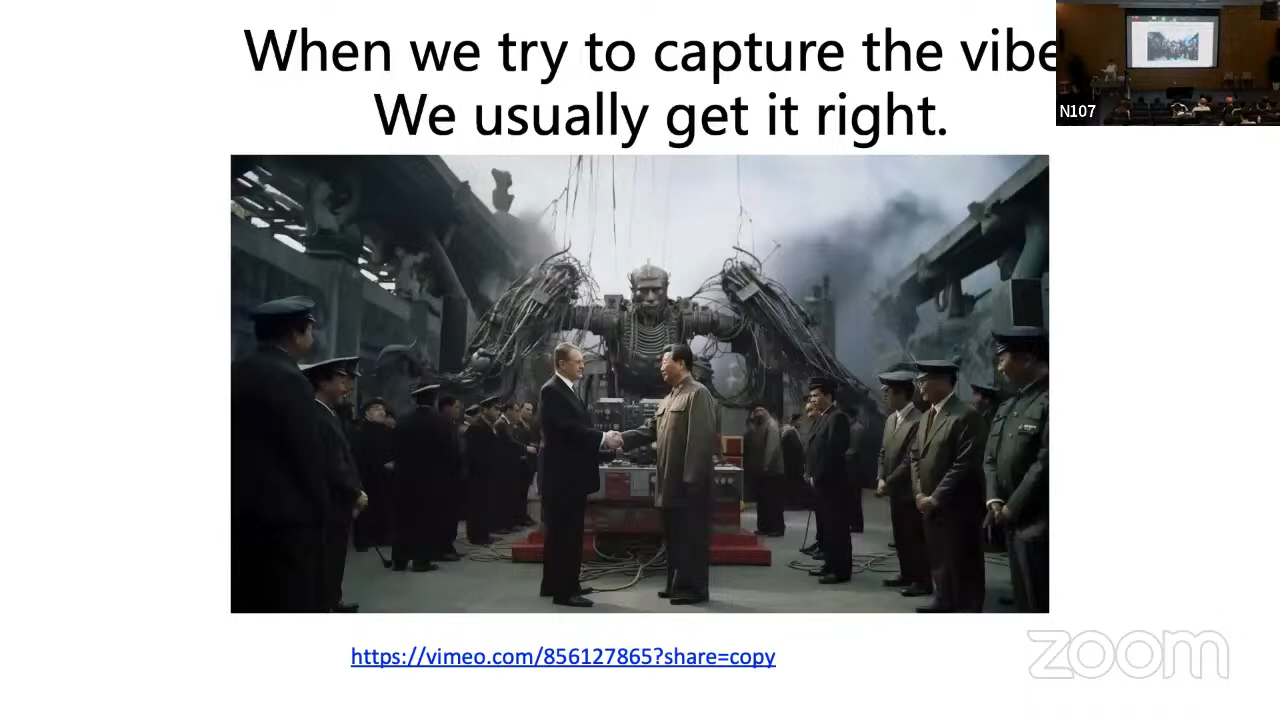 When we try to capture the vibe
We usually get it right.
N107
https://vimeo.com/856127865?share=copy
zoom